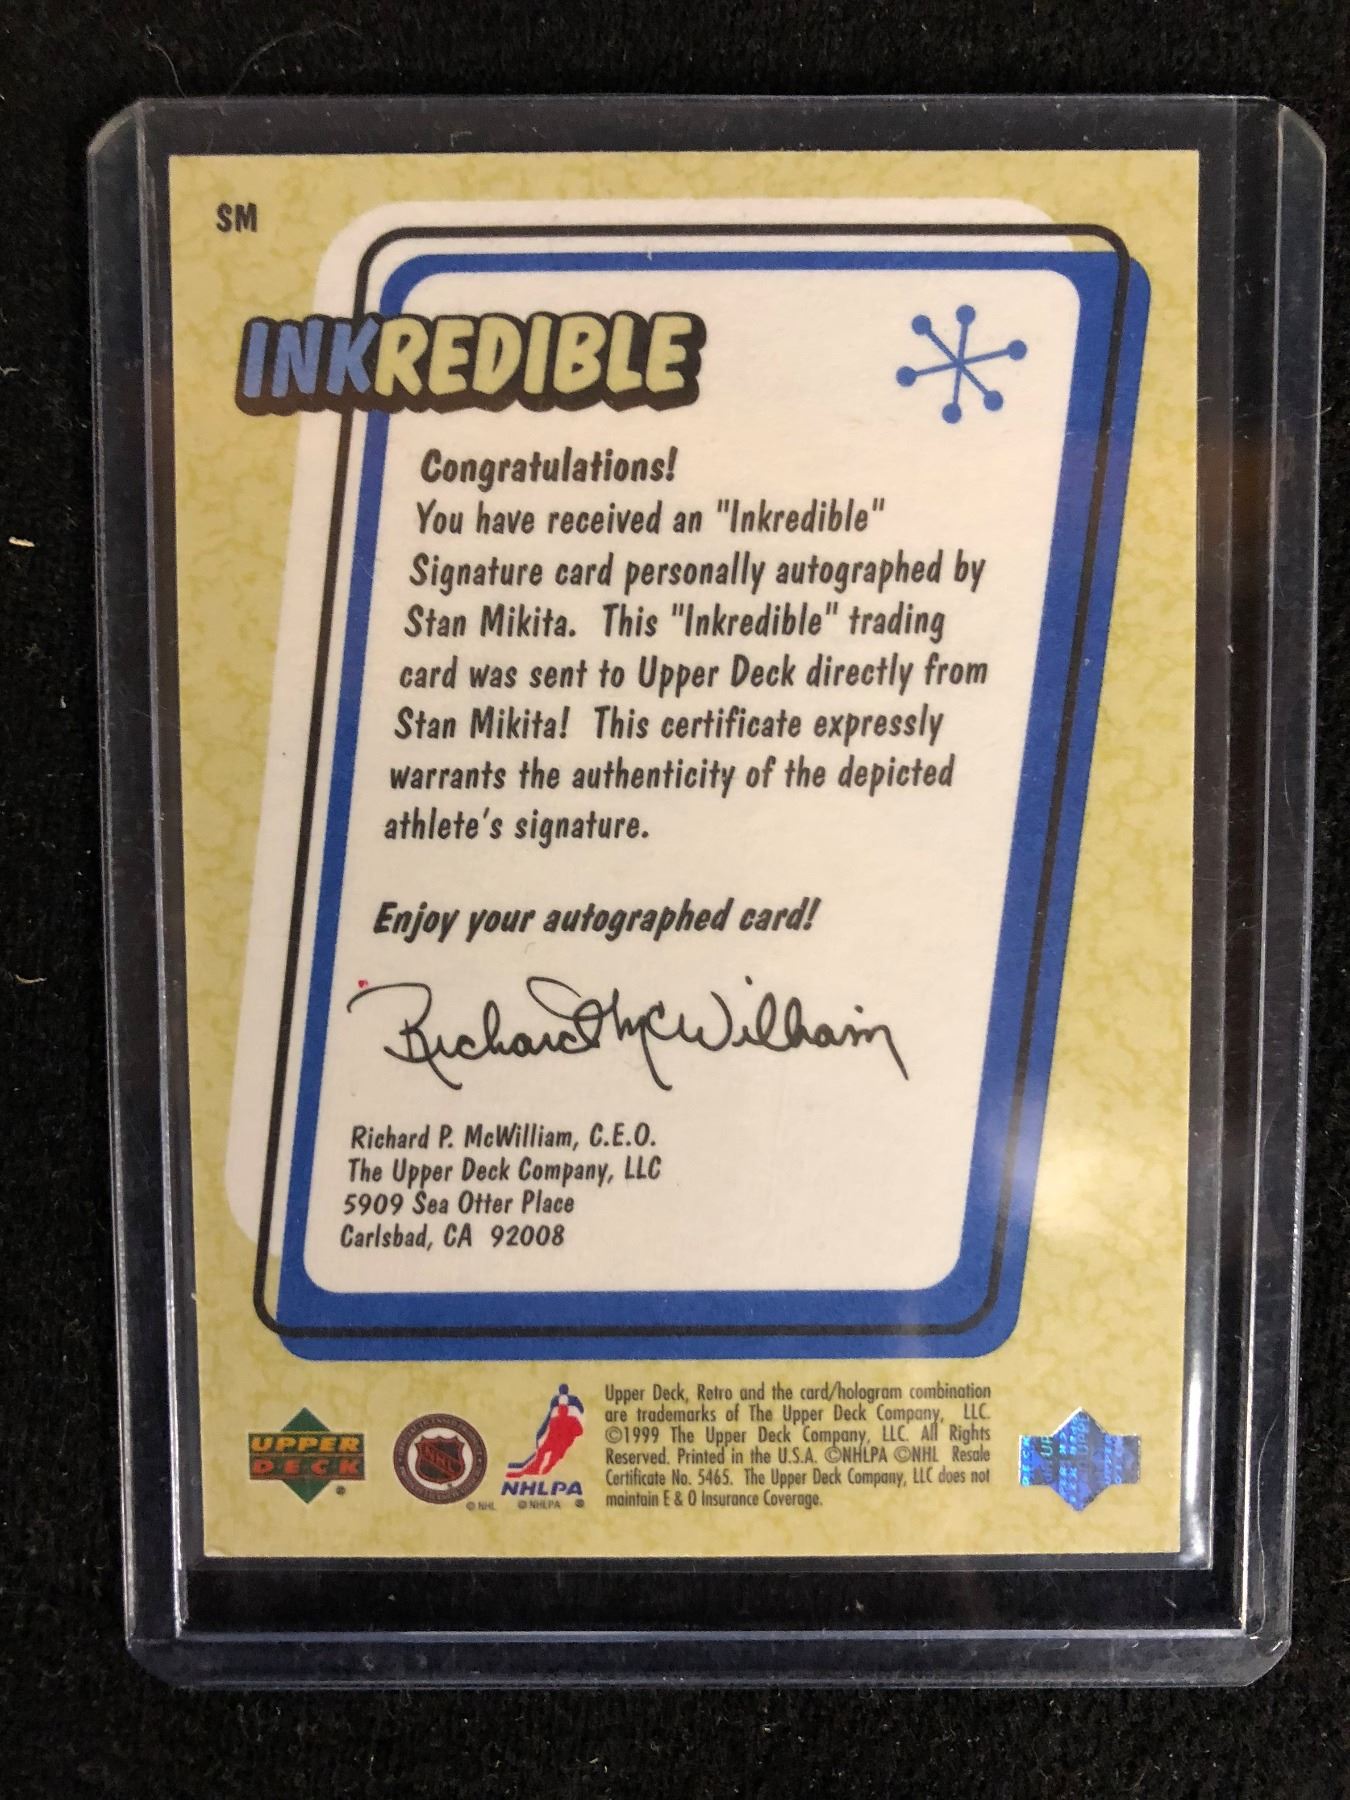 SM
INKREDIBLE
Congratulations!
You have received an "Inkredible"
Signature card personally autographed by
Stan Mikita. This "Inkredible" trading
card was sent to Upper Deck directly from
Stan Mikita! This certificate expressly
warrants the authenticity of the depicted
athlete's signature.
Enjoy your autographed card!
Richard McWilliam
Richard P. McWilliam, C.E.O.
The Upper Deck Company, LLC
5909 Sea Otter Place
Carlsbad, CA 92008
UPPER
DECK
®
NHL
© NHL
NHLPA
© NHLPA ®
Upper Deck, Retro and the card/hologram combination
are trademarks of The Upper Deck Company, LLC.
©1999 The Upper Deck Company, LLC. All Rights
Reserved. Printed in the U.S.A. ©NHLPA ©NHL Resale
Certificate No. 5465. The Upper Deck Company, LLC does not
maintain E & O Insurance Coverage.